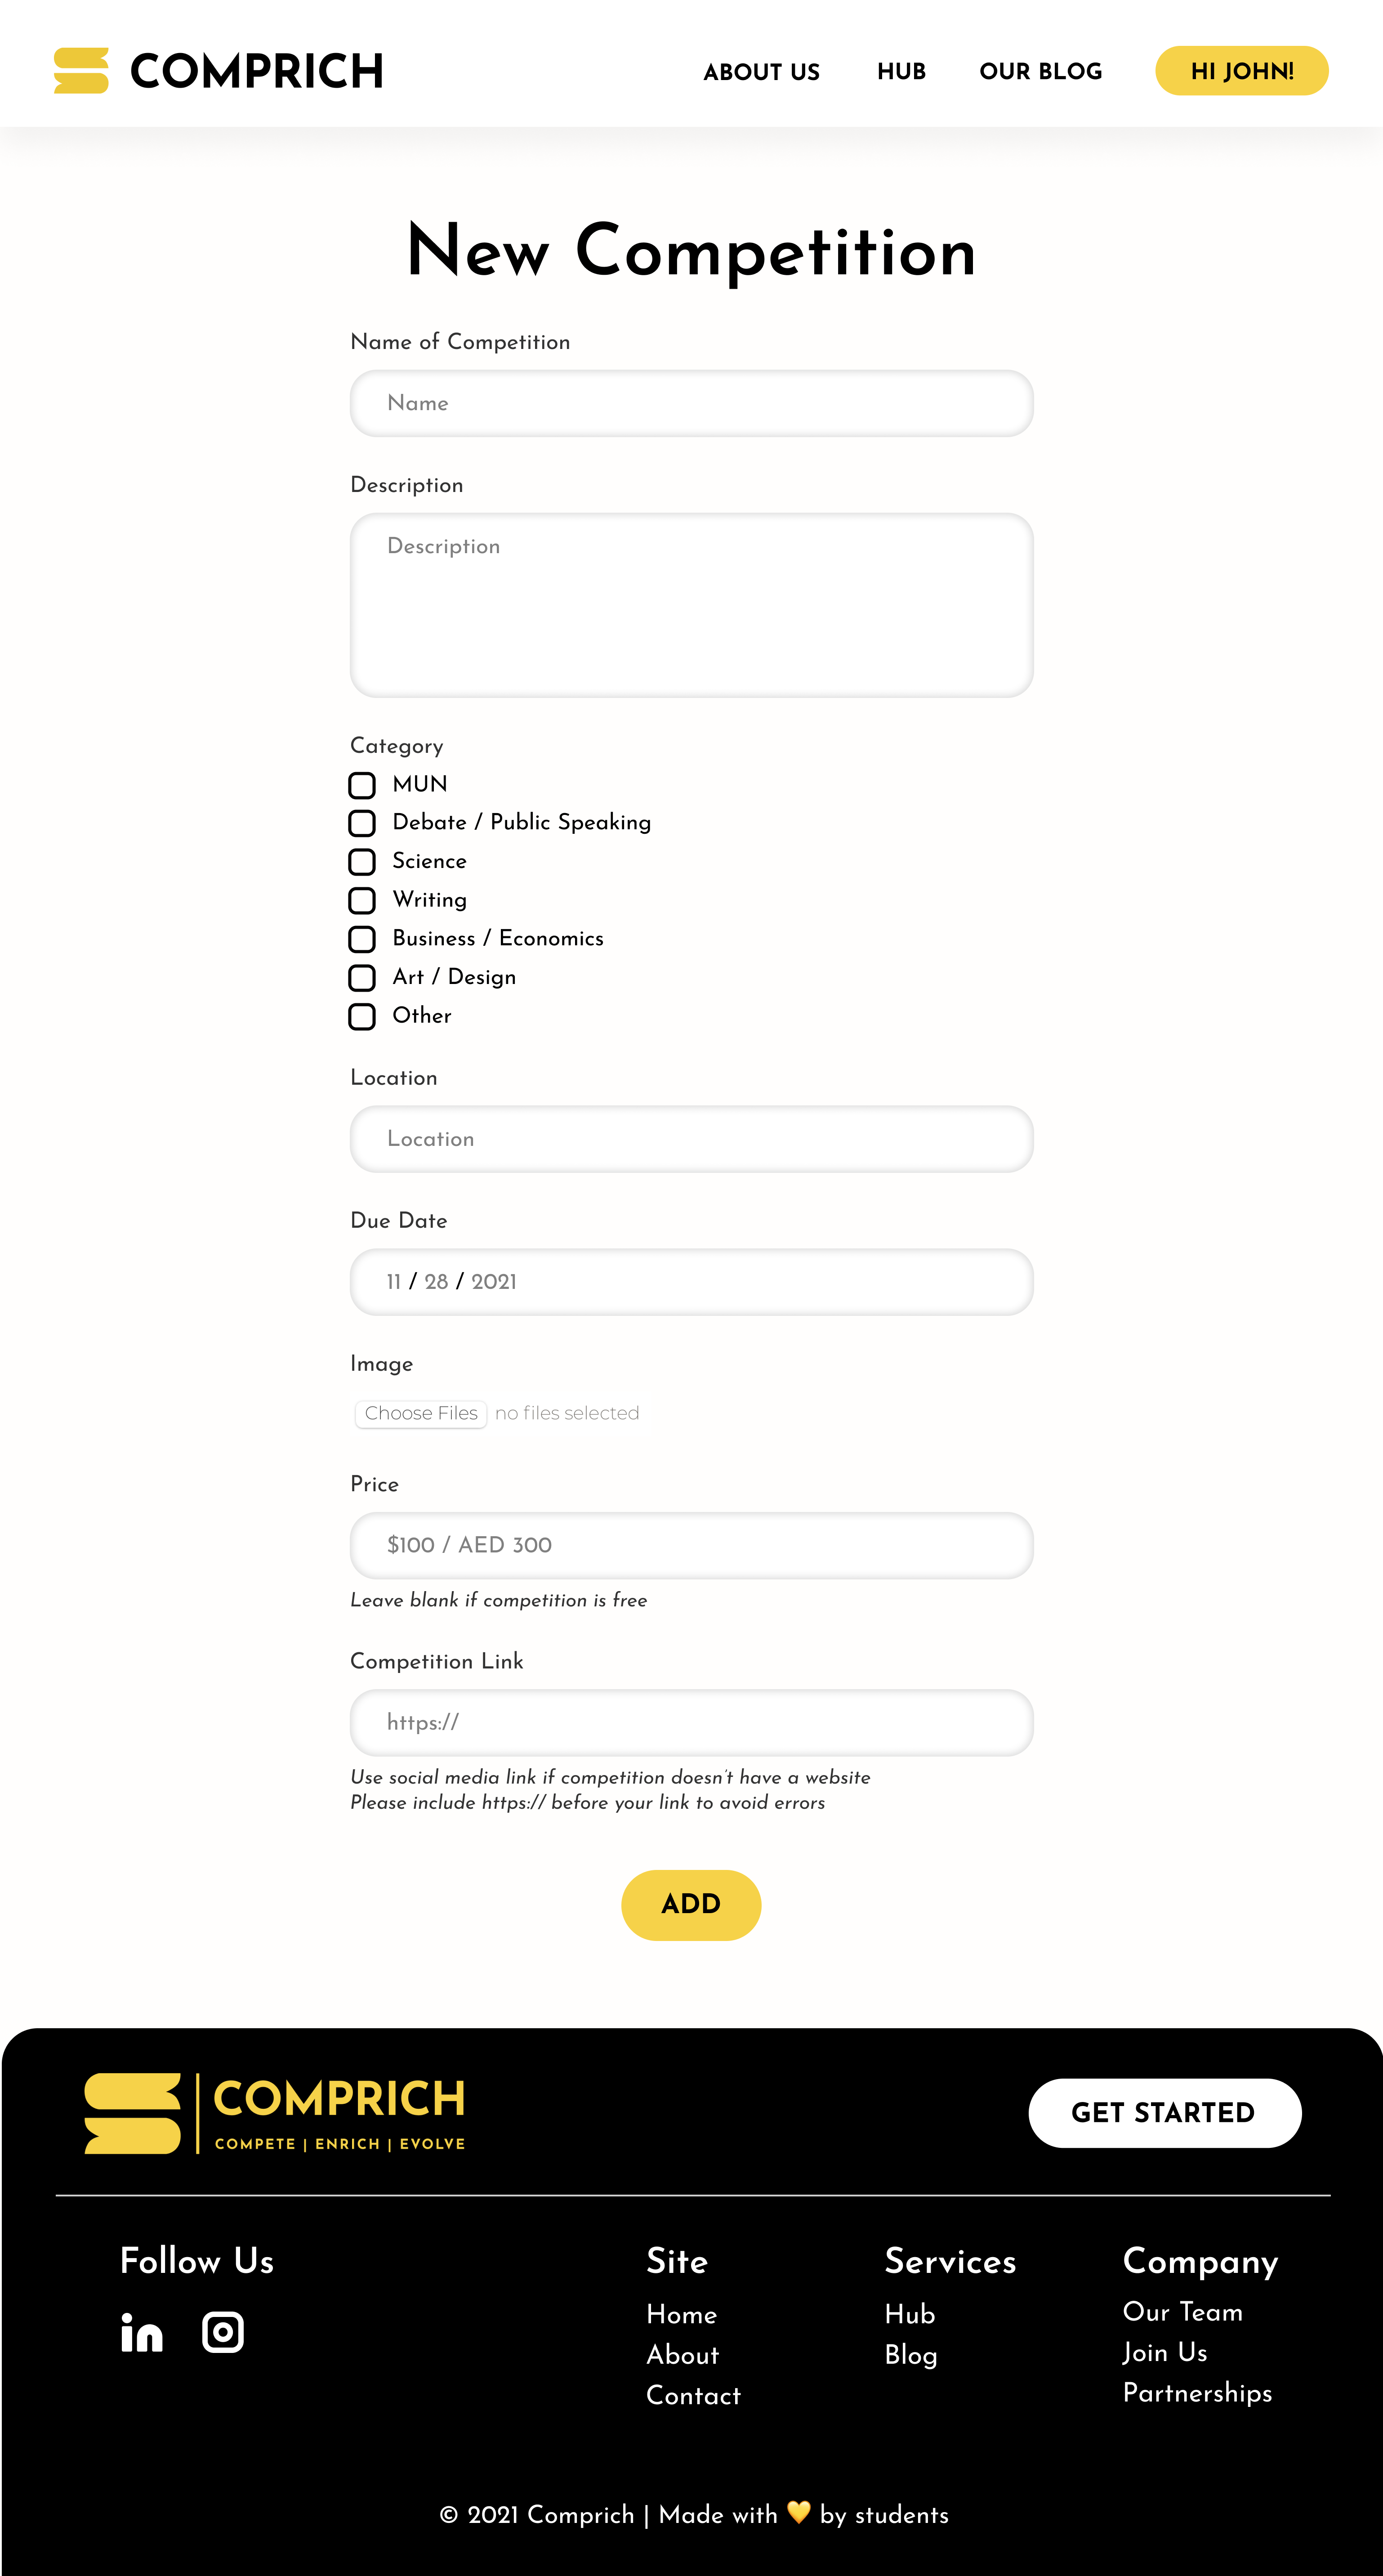 COMPRICH
ABOUT US
HUB
OUR BLOG
HI JOHN!
New Competition
Name of Competition
Name
Description
Description
Category
MUN
Debate / Public Speaking
Science
Writing
Business / Economics
Art / Design
Other
Location
Location
Due Date
11 / 28 / 2021
Image
Choose Files no files selected
Price
$100 / AED 300
Leave blank if competition is free
Competition Link
https://
Use social media link if competition doesn't have a website
Please include https:// before your link to avoid errors
ADD
COMPRICH
COMPETE | ENRICH | EVOLVE
GET STARTED
Follow Us
in
Site
Home
About
Contact
Services
Hub
Blog
Company
Our Team
Join Us
Partnerships
© 2021 Comprich | Made with 💛 by students